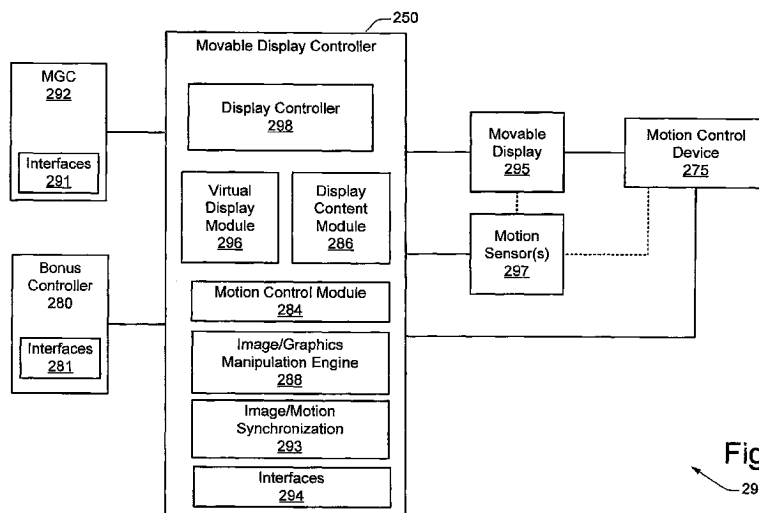 250
Movable Display Controller
MGC
292
Interfaces
291
Display Controller
298
Movable
Display
295
Motion Control
Device
275
Virtual
Display
Module
296
Display
Content
Module
286
Motion
Sensor(s)
297
Bonus
Controller
280
Interfaces
281
Motion Control Module
284
Image/Graphics
Manipulation Engine
288
Image/Motion
Synchronization
293
Interfaces
294
Fig
29